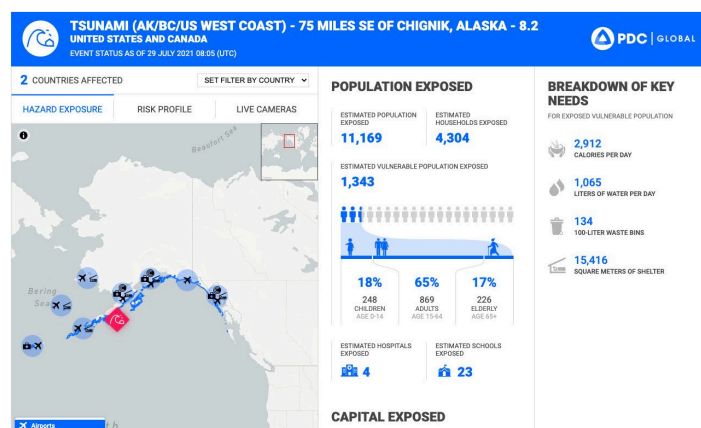 TSUNAMI (AK/BC/US WEST COAST) - 75 MILES SE OF CHIGNIK, ALASKA - 8.2
UNITED STATES AND CANADA
EVENT STATUS AS OF 29 JULY 2021 08:05 (UTC)
PDC | GLOBAL
2 COUNTRIES AFFECTED
SET FILTER BY COUNTRY
HAZARD EXPOSURE
RISK PROFILE
LIVE CAMERAS
Beaufort Sea
Bering
Sea
Airports
t h
POPULATION EXPOSED
ESTIMATED POPULATION
EXPOSED
11,169
ESTIMATED
HOUSEHOLDS EXPOSED
4,304
ESTIMATED VULNERABLE POPULATION EXPOSED
1,343
18%
248
CHILDREN
AGE 0-14
65%
869
ADULTS
AGE 15-64
17%
226
ELDERLY
AGE 65+
ESTIMATED HOSPITALS
EXPOSED
4
ESTIMATED SCHOOLS
EXPOSED
23
CAPITAL EXPOSED
BREAKDOWN OF KEY
NEEDS
FOR EXPOSED VULNERABLE POPULATION
2,912
CALORIES PER DAY
1,065
LITERS OF WATER PER DAY
134
100-LITER WASTE BINS
15,416
SQUARE METERS OF SHELTER